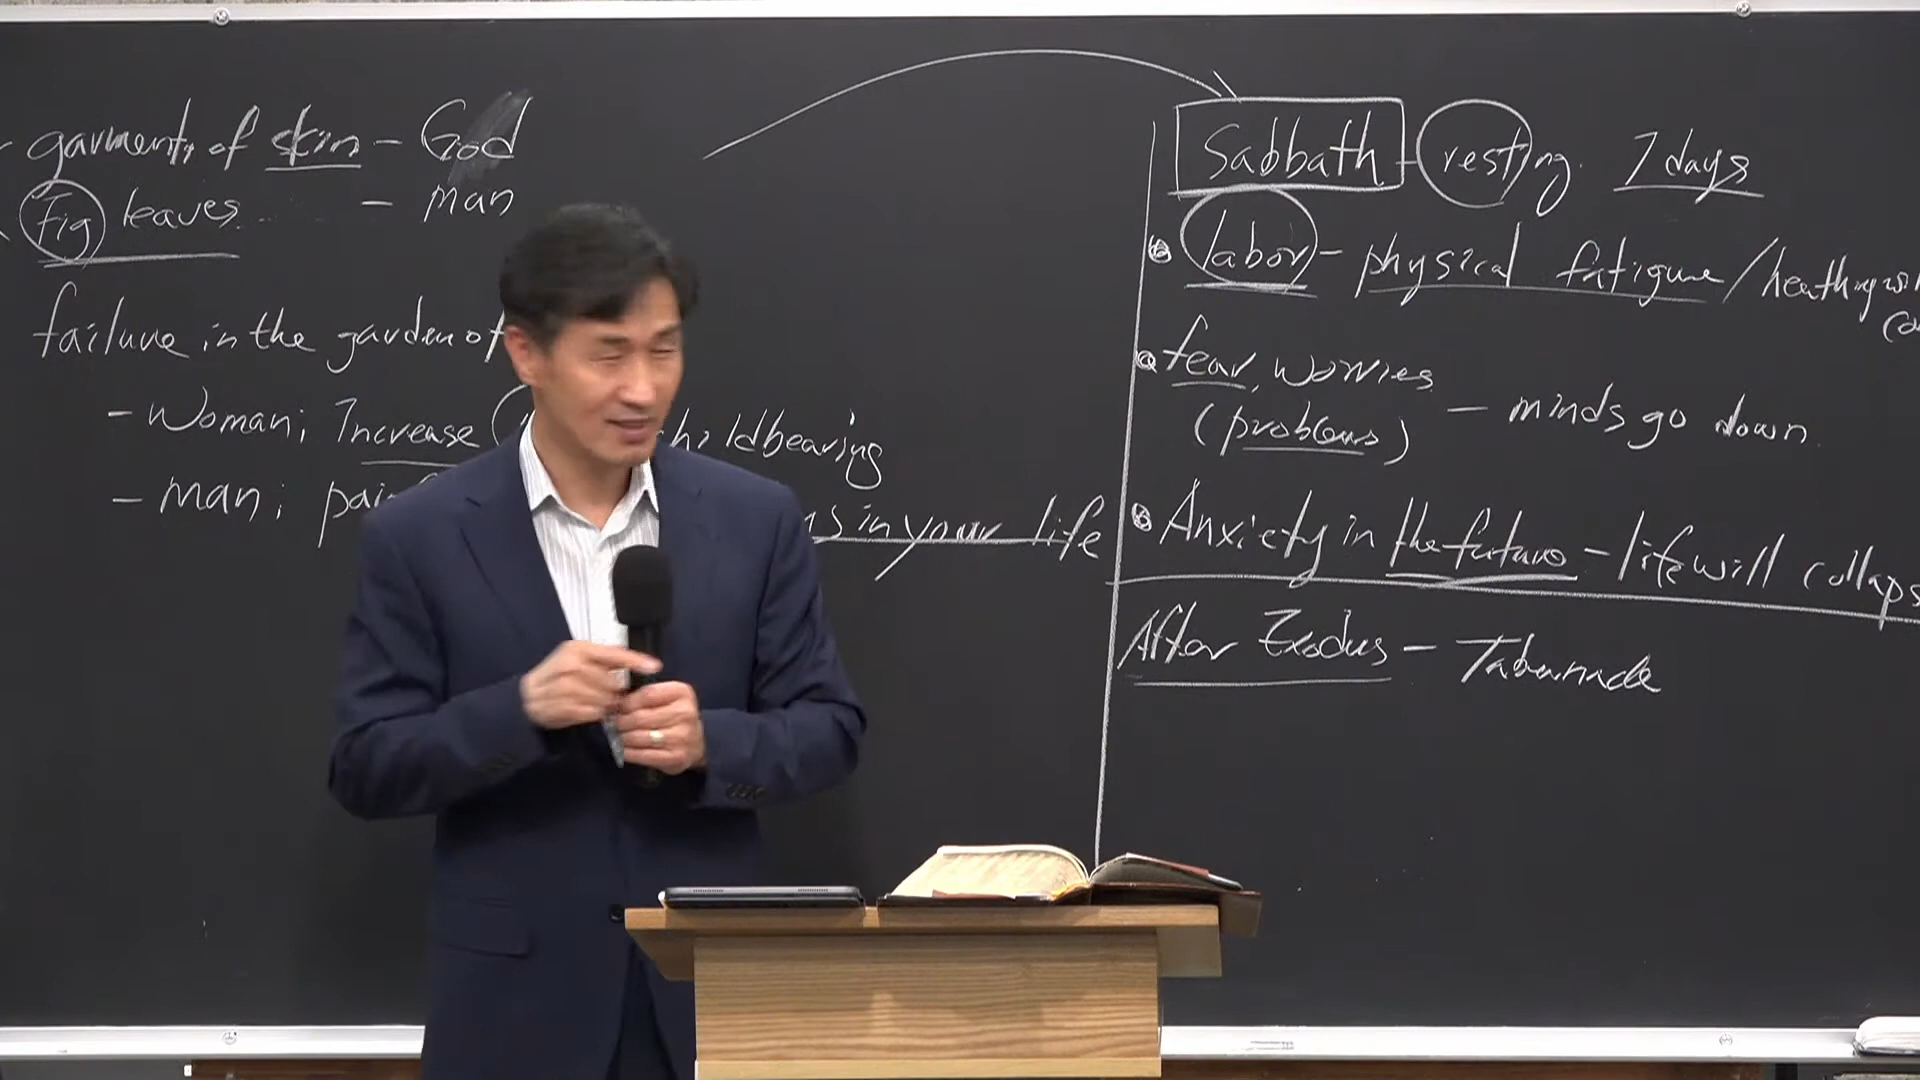 garments of skin - God
Fig leaves - man
failure in the garden of
- Woman; Increase childbearing
- man; in your life
Sabbath - resting. 7 days
labor - physical fatigue /
fear, worries - minds go down.
(problems)
Anxiety in the future - life will collaps
After Exodus - Tabernacle